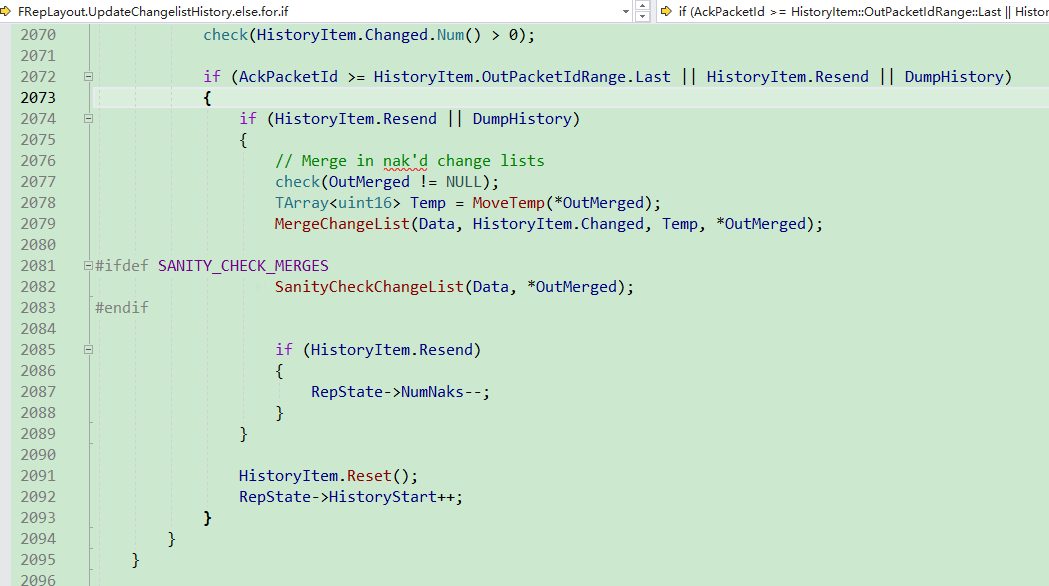 FRepLayout.UpdateChangelistHistory.else.for.if
if (AckPacketId >= HistoryItem::OutPacketIdRange::Last || Histor
2070 check(HistoryItem.Changed.Num() > 0);
2071
2072 if (AckPacketId >= HistoryItem.OutPacketIdRange.Last || HistoryItem.Resend || DumpHistory)
2073 {
2074 if (HistoryItem.Resend || DumpHistory)
2075 {
2076 // Merge in nak'd change lists
2077 check(OutMerged != NULL);
2078 TArray<uint16> Temp = MoveTemp(*OutMerged);
2079 MergeChangeList(Data, HistoryItem.Changed, Temp, *OutMerged);
2080
2081 #ifdef SANITY_CHECK_MERGES
2082 SanityCheckChangeList(Data, *OutMerged);
2083 #endif
2084
2085 if (HistoryItem.Resend)
2086 {
2087 RepState->NumNaks--;
2088 }
2089 }
2090
2091 HistoryItem.Reset();
2092 RepState->HistoryStart++;
2093 }
2094 }
2095 }
2096